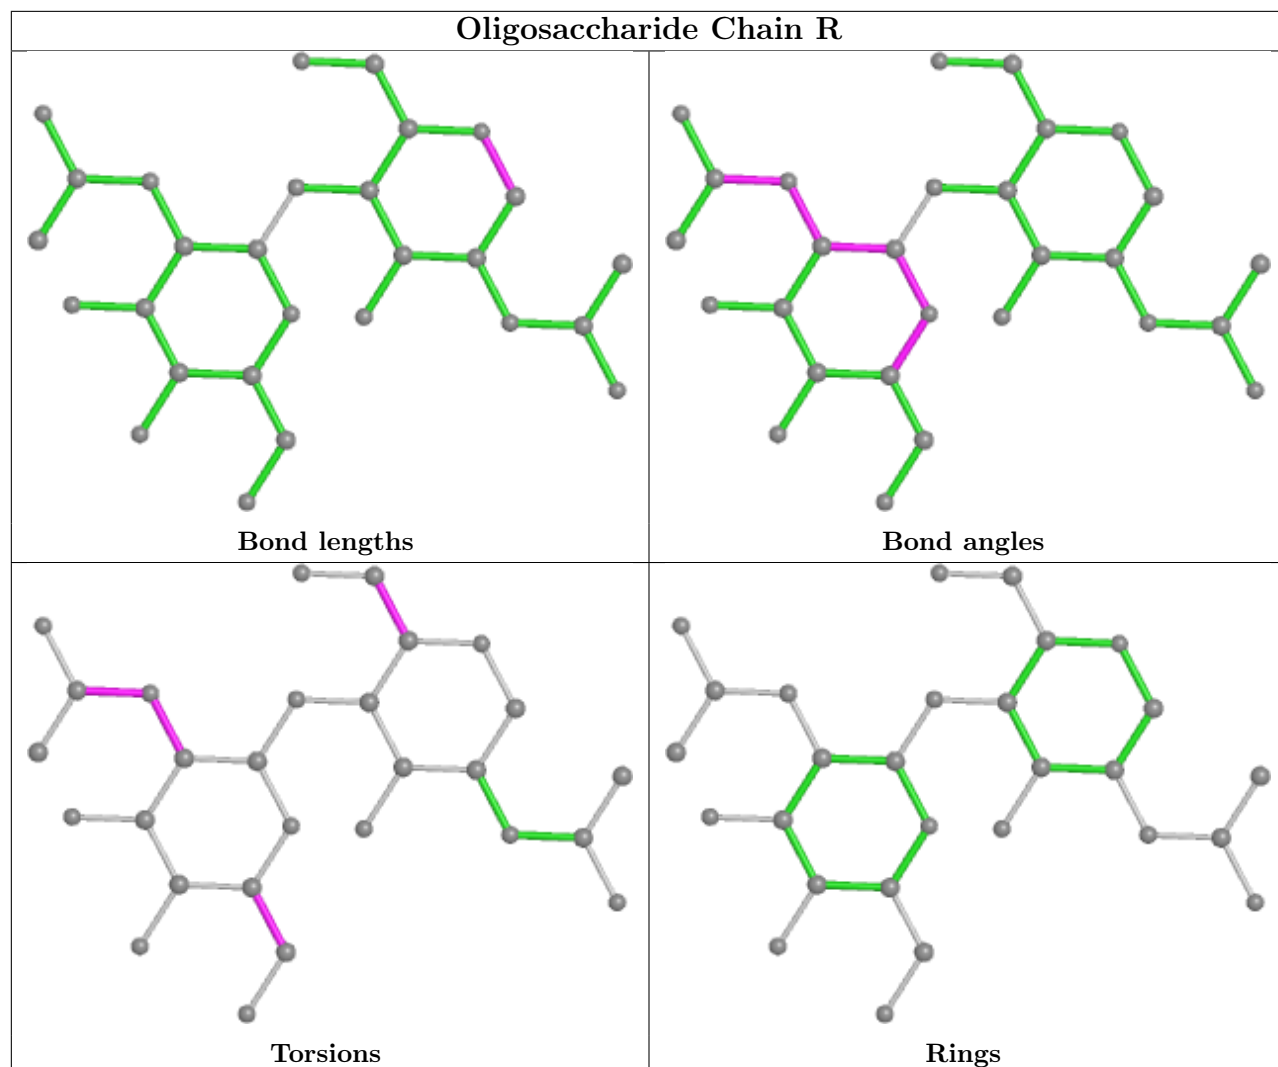 Oligosaccharide Chain R
Bond lengths
Bond angles
Torsions
Rings